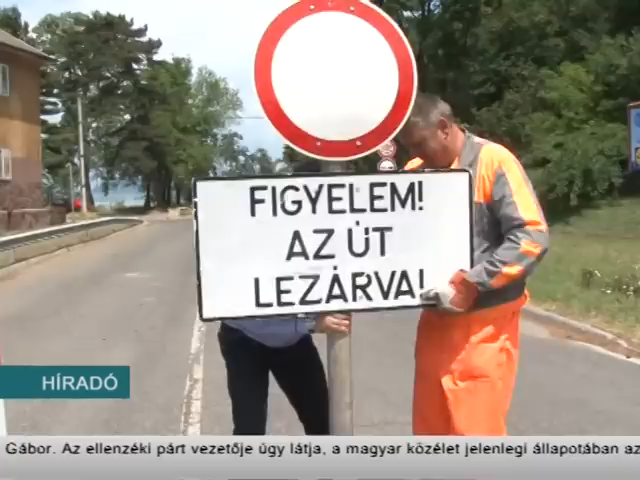 FIGYELEM!
AZ ÚT
LEZÁRVA!
HÍRADÓ
Gábor. Az ellenzéki párt vezetője úgy látja, a magyar közélet jelenlegi állapotában az